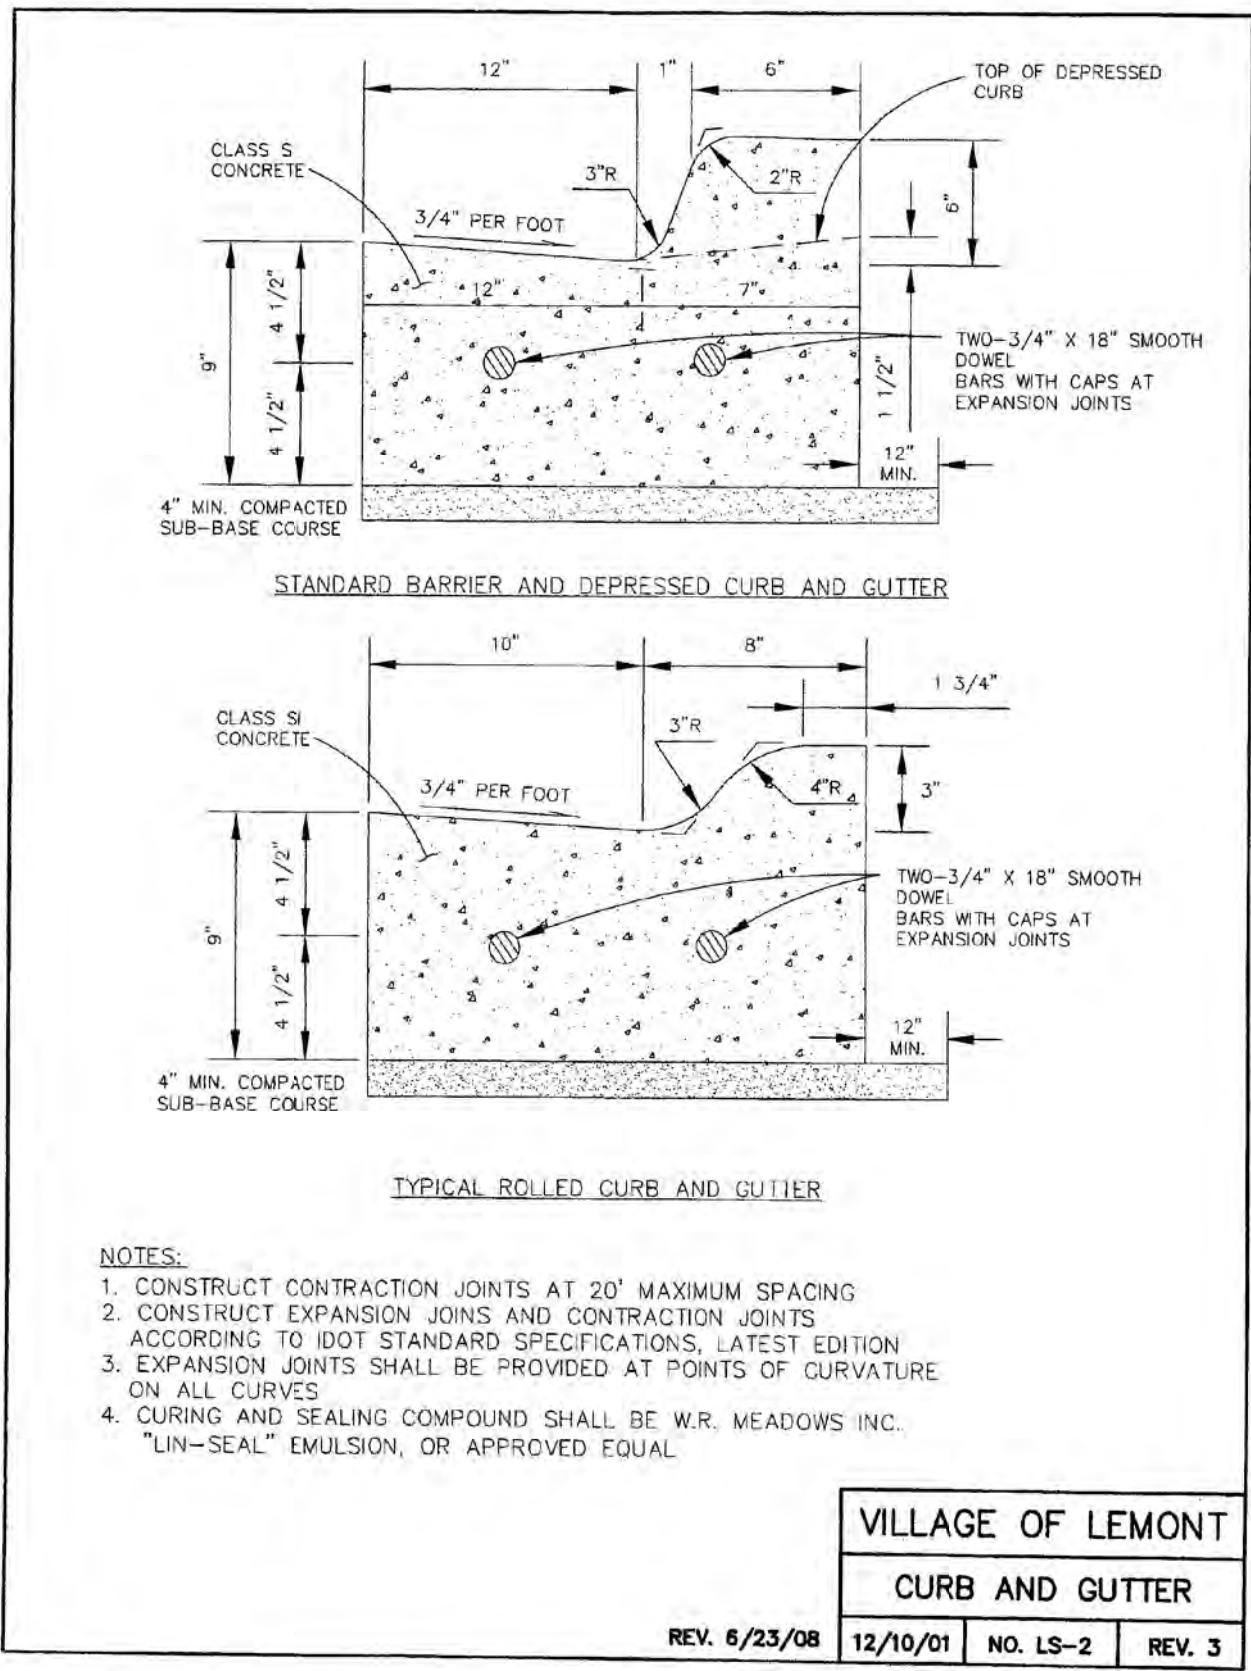 12"
1"
6"
TOP OF DEPRESSED
CURB
CLASS S
CONCRETE
3"R
2"R
3/4" PER FOOT
6"
12"
7"
9"
4 1/2"
4 1/2"
TWO-3/4" X 18" SMOOTH
DOWEL
BARS WITH CAPS AT
EXPANSION JOINTS
1 1/2"
12"
MIN.
4" MIN. COMPACTED
SUB-BASE COURSE
STANDARD BARRIER AND DEPRESSED CURB AND GUTTER
10"
8"
1 3/4"
CLASS SI
CONCRETE
3"R
4"R
3/4" PER FOOT
3"
9"
4 1/2"
4 1/2"
TWO-3/4" X 18" SMOOTH
DOWEL
BARS WITH CAPS AT
EXPANSION JOINTS
12"
MIN.
4" MIN. COMPACTED
SUB-BASE COURSE
TYPICAL ROLLED CURB AND GUTTER
NOTES:
1. CONSTRUCT CONTRACTION JOINTS AT 20' MAXIMUM SPACING
2. CONSTRUCT EXPANSION JOINS AND CONTRACTION JOINTS
ACCORDING TO IDOT STANDARD SPECIFICATIONS, LATEST EDITION
3. EXPANSION JOINTS SHALL BE PROVIDED AT POINTS OF CURVATURE
ON ALL CURVES
4. CURING AND SEALING COMPOUND SHALL BE W.R. MEADOWS INC.
"LIN-SEAL" EMULSION, OR APPROVED EQUAL
VILLAGE OF LEMONT
CURB AND GUTTER
REV. 6/23/08
12/10/01
NO. LS-2
REV. 3